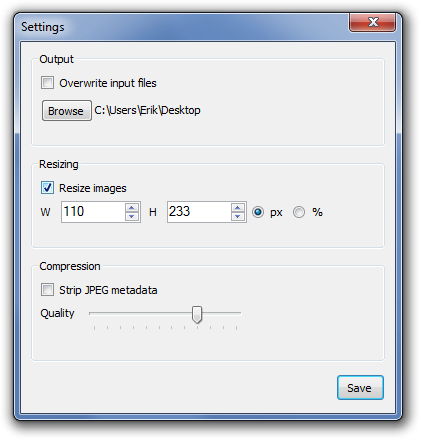 Settings
Output
Overwrite input files
Browse C:\Users\Erik\Desktop
Resizing
Resize images
W 110 H 233 px %
Compression
Strip JPEG metadata
Quality
Save